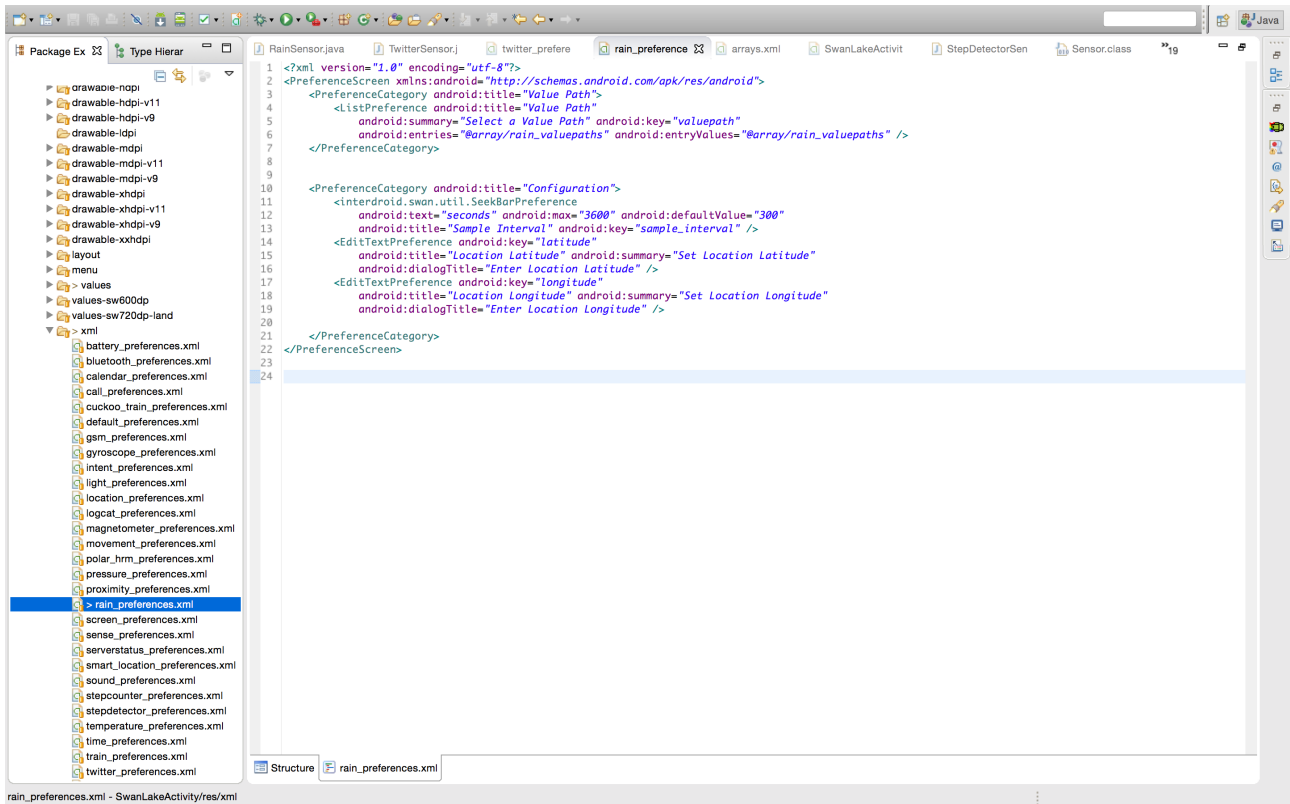 Java
Package Ex
Type Hierar
RainSensor.java
TwitterSensor.j
twitter_prefere
rain_preference
arrays.xml
SwanLakeActivit
StepDetectorSen
Sensor.class
19
drawable-hdpi
drawable-hdpi-v11
drawable-hdpi-v9
drawable-ldpi
drawable-mdpi
drawable-mdpi-v11
drawable-mdpi-v9
drawable-xhdpi
drawable-xhdpi-v11
drawable-xhdpi-v9
drawable-xxhdpi
layout
menu
> values
values-sw600dp
values-sw720dp-land
> xml
battery_preferences.xml
bluetooth_preferences.xml
calendar_preferences.xml
call_preferences.xml
cuckoo_train_preferences.xml
default_preferences.xml
gsm_preferences.xml
gyroscope_preferences.xml
intent_preferences.xml
light_preferences.xml
location_preferences.xml
logcat_preferences.xml
magnetometer_preferences.xml
movement_preferences.xml
polar_hrm_preferences.xml
pressure_preferences.xml
proximity_preferences.xml
> rain_preferences.xml
screen_preferences.xml
sense_preferences.xml
serverstatus_preferences.xml
smart_location_preferences.xml
sound_preferences.xml
stepcounter_preferences.xml
stepdetector_preferences.xml
temperature_preferences.xml
time_preferences.xml
train_preferences.xml
twitter_preferences.xml
1 <?xml version="1.0" encoding="utf-8"?>
2 <PreferenceScreen xmlns:android="http://schemas.android.com/apk/res/android">
3 <PreferenceCategory android:title="Value Path">
4 <ListPreference android:title="Value Path"
5 android:summary="Select a Value Path" android:key="valuepath"
6 android:entries="@array/rain_valuepaths" android:entryValues="@array/rain_valuepaths" />
7 </PreferenceCategory>
8
9
10 <PreferenceCategory android:title="Configuration">
11 <interdroid.swan.util.SeekBarPreference
12 android:text="seconds" android:max="3600" android:defaultValue="300"
13 android:title="Sample Interval" android:key="sample_interval" />
14 <EditTextPreference android:key="latitude"
15 android:title="Location Latitude" android:summary="Set Location Latitude"
16 android:dialogTitle="Enter Location Latitude" />
17 <EditTextPreference android:key="longitude"
18 android:title="Location Longitude" android:summary="Set Location Longitude"
19 android:dialogTitle="Enter Location Longitude" />
20
21 </PreferenceCategory>
22 </PreferenceScreen>
23
24
Structure
rain_preferences.xml
rain_preferences.xml - SwanLakeActivity/res/xml